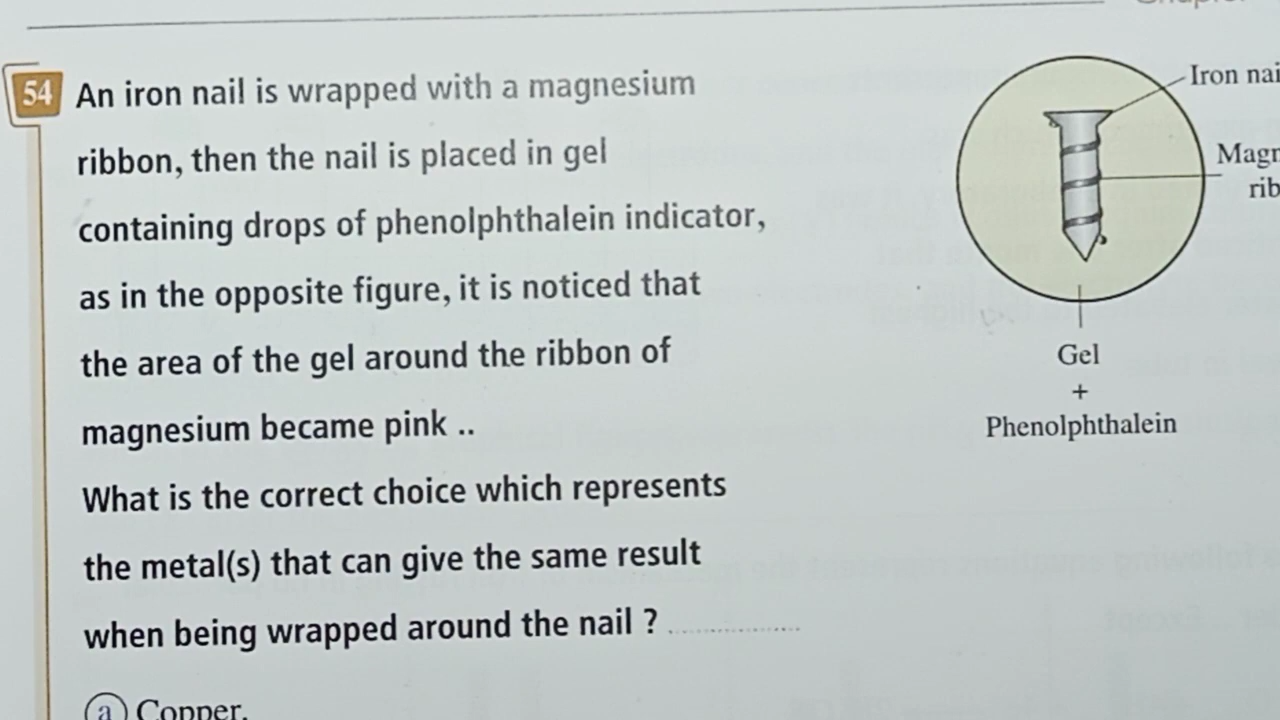 54 An iron nail is wrapped with a magnesium
ribbon, then the nail is placed in gel
containing drops of phenolphthalein indicator,
as in the opposite figure, it is noticed that
the area of the gel around the ribbon of
magnesium became pink ..
What is the correct choice which represents
the metal(s) that can give the same result
when being wrapped around the nail ? ................
a Copper.
Iron nai
Magn
rib
Gel
+
Phenolphthalein